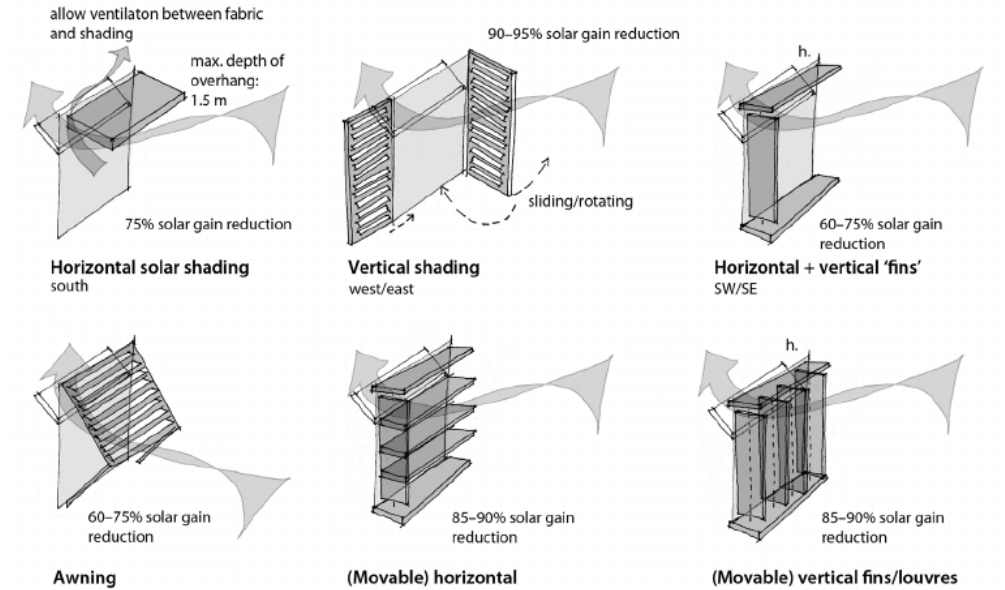 allow ventilaton between fabric
and shading
max. depth of
overhang:
1.5 m
75% solar gain reduction
Horizontal solar shading
south
90–95% solar gain reduction
sliding/rotating
Vertical shading
west/east
h.
60–75% solar gain
reduction
Horizontal + vertical ‘fins’
SW/SE
60–75% solar gain
reduction
Awning
85–90% solar gain
reduction
(Movable) horizontal
h.
85–90% solar gain
reduction
(Movable) vertical fins/louvres